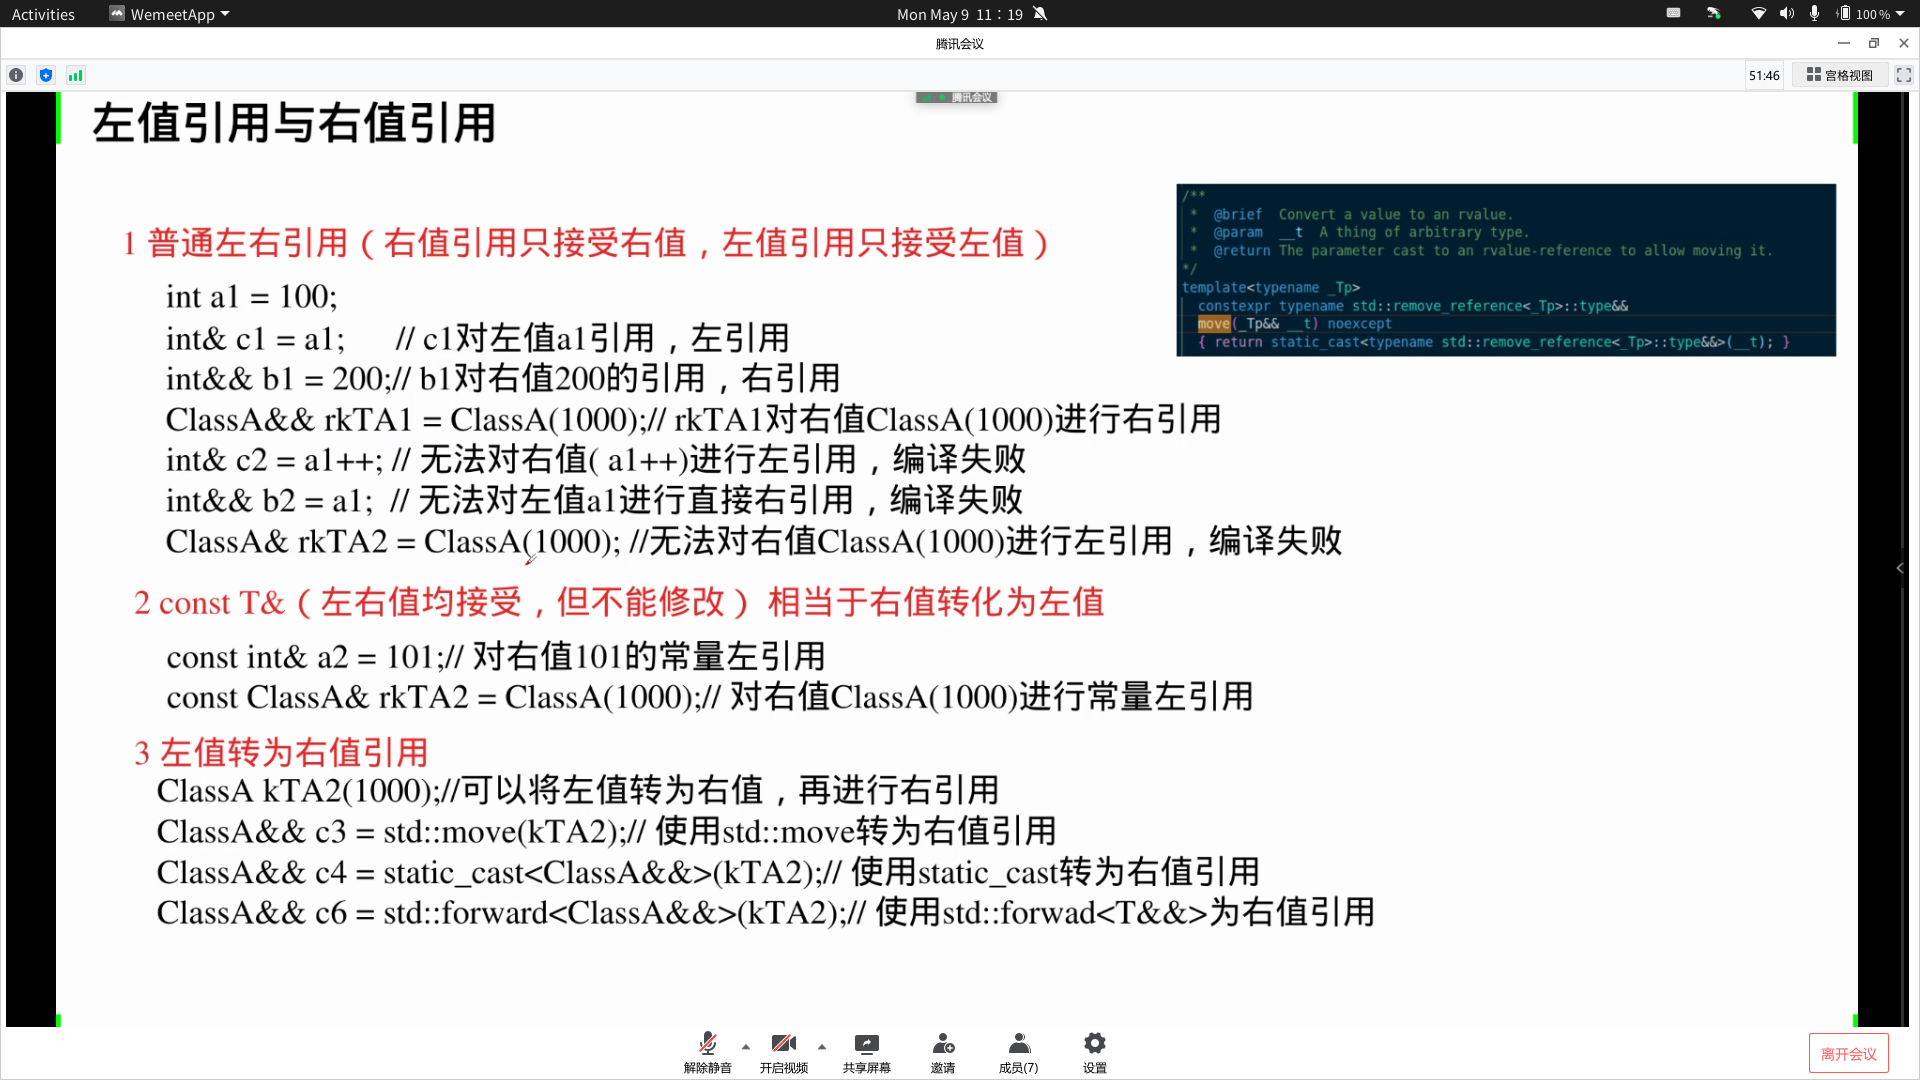 Activities
WemeetApp
Mon May 9 11：19
100 %
腾讯会议
51:46
宫格视图
腾讯会议
左值引用与右值引用
/**
* @brief Convert a value to an rvalue.
* @param __t A thing of arbitrary type.
* @return The parameter cast to an rvalue-reference to allow moving it.
*/
template<typename _Tp>
constexpr typename std::remove_reference<_Tp>::type&&
move(_Tp&& __t) noexcept
{ return static_cast<typename std::remove_reference<_Tp>::type&&>(__t); }
1 普通左右引用（右值引用只接受右值，左值引用只接受左值）
int a1 = 100;
int& c1 = a1; // c1对左值a1引用，左引用
int&& b1 = 200;// b1对右值200的引用，右引用
ClassA&& rkTA1 = ClassA(1000);// rkTA1对右值ClassA(1000)进行右引用
int& c2 = a1++; // 无法对右值( a1++)进行左引用，编译失败
int&& b2 = a1; // 无法对左值a1进行直接右引用，编译失败
ClassA& rkTA2 = ClassA(1000); //无法对右值ClassA(1000)进行左引用，编译失败
2 const T&（左右值均接受，但不能修改） 相当于右值转化为左值
const int& a2 = 101;// 对右值101的常量左引用
const ClassA& rkTA2 = ClassA(1000);// 对右值ClassA(1000)进行常量左引用
3 左值转为右值引用
ClassA kTA2(1000);//可以将左值转为右值，再进行右引用
ClassA&& c3 = std::move(kTA2);// 使用std::move转为右值引用
ClassA&& c4 = static_cast<ClassA&&>(kTA2);// 使用static_cast转为右值引用
ClassA&& c6 = std::forward<ClassA&&>(kTA2);// 使用std::forwad<T&&>为右值引用
解除静音
开启视频
共享屏幕
邀请
成员(7)
设置
离开会议